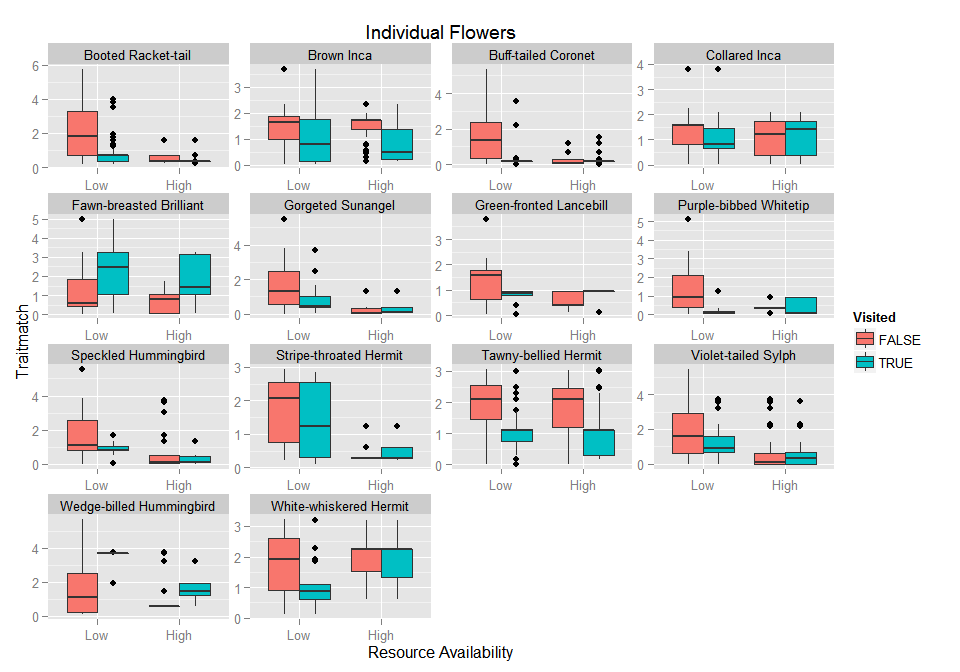 Individual Flowers
Booted Racket-tail Brown Inca Buff-tailed Coronet Collared Inca
6 4 2 0 3 2 1 0 4 2 0 4 3 2 1 0
Low High Low High Low High Low High
Fawn-breasted Brilliant Gorgeted Sunangel Green-fronted Lancebill Purple-bibbed Whitetip
5 4 3 2 1 0 4 2 0 3 2 1 0 5 4 3 2 1 0
Low High Low High Low High Low High
Speckled Hummingbird Stripe-throated Hermit Tawny-bellied Hermit Violet-tailed Sylph
4 2 0 3 2 1 0 3 2 1 0 4 2 0
Low High Low High Low High Low High
Wedge-billed Hummingbird White-whiskered Hermit
4 2 0 3 2 1 0
Low High Low High
Resource Availability
Traitmatch
Visited
FALSE
TRUE